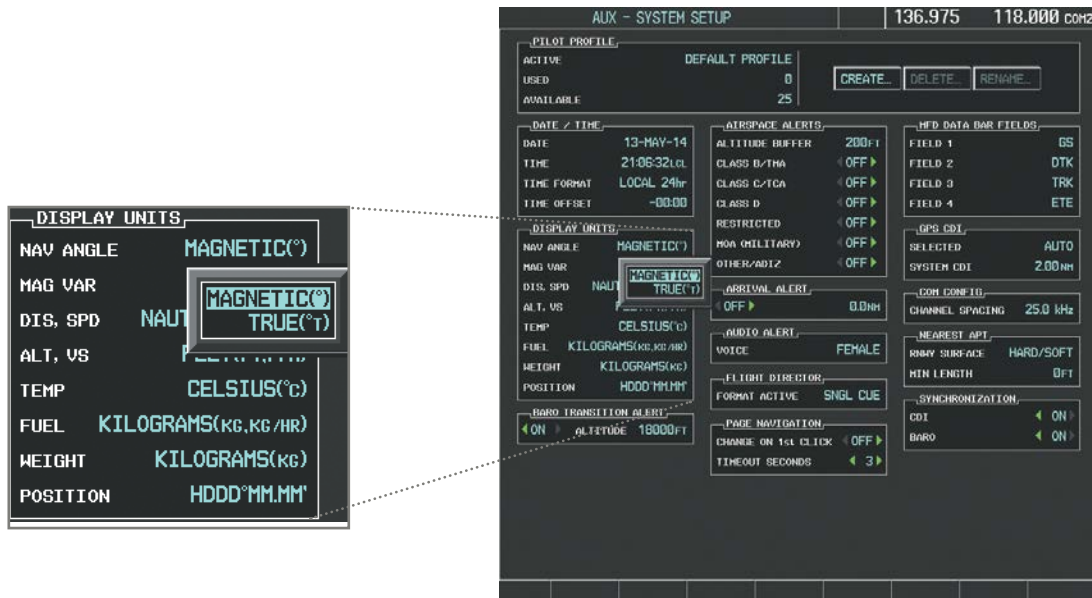 DISPLAY UNITS
NAV ANGLE MAGNETIC(°)
MAG VAR
MAGNETIC(°)
TRUE(°T)
DIS, SPD
ALT, VS
TEMP CELSIUS(°C)
FUEL KILOGRAMS(KG,KG/HR)
WEIGHT KILOGRAMS(KG)
POSITION HDDD°MM.MM'
AUX - SYSTEM SETUP
136.975 118.000 COM2
PILOT PROFILE
ACTIVE DEFAULT PROFILE
USED 0
AVAILABLE 25
CREATE… DELETE… RENAME…
DATE / TIME
DATE 13-MAY-14
TIME 21:06:32LCL
TIME FORMAT LOCAL 24hr
TIME OFFSET -00:00
DISPLAY UNITS
NAV ANGLE MAGNETIC(°)
MAG VAR
MAGNETIC(°)
TRUE(°T)
DIS, SPD
ALT, VS
TEMP CELSIUS(°C)
FUEL KILOGRAMS(KG,KG/HR)
WEIGHT KILOGRAMS(KG)
POSITION HDDD°MM.MM'
BARO TRANSITION ALERT
ON ALTITUDE 18000FT
AIRSPACE ALERTS
ALTITUDE BUFFER 200FT
CLASS B/TMA OFF
CLASS C/TCA OFF
CLASS D OFF
RESTRICTED OFF
MOA (MILITARY) OFF
OTHER/ADIZ OFF
ARRIVAL ALERT
OFF 0.0NM
AUDIO ALERT
VOICE FEMALE
FLIGHT DIRECTOR
FORMAT ACTIVE SNGL CUE
PAGE NAVIGATION
CHANGE ON 1st CLICK OFF
TIMEOUT SECONDS 3
MFD DATA BAR FIELDS
FIELD 1 GS
FIELD 2 DTK
FIELD 3 TRK
FIELD 4 ETE
GPS CDI
SELECTED AUTO
SYSTEM CDI 2.00NM
COM CONFIG
CHANNEL SPACING 25.0 kHz
NEAREST APT
RNWY SURFACE HARD/SOFT
MIN LENGTH 0FT
SYNCHRONIZATION
CDI ON
BARO ON